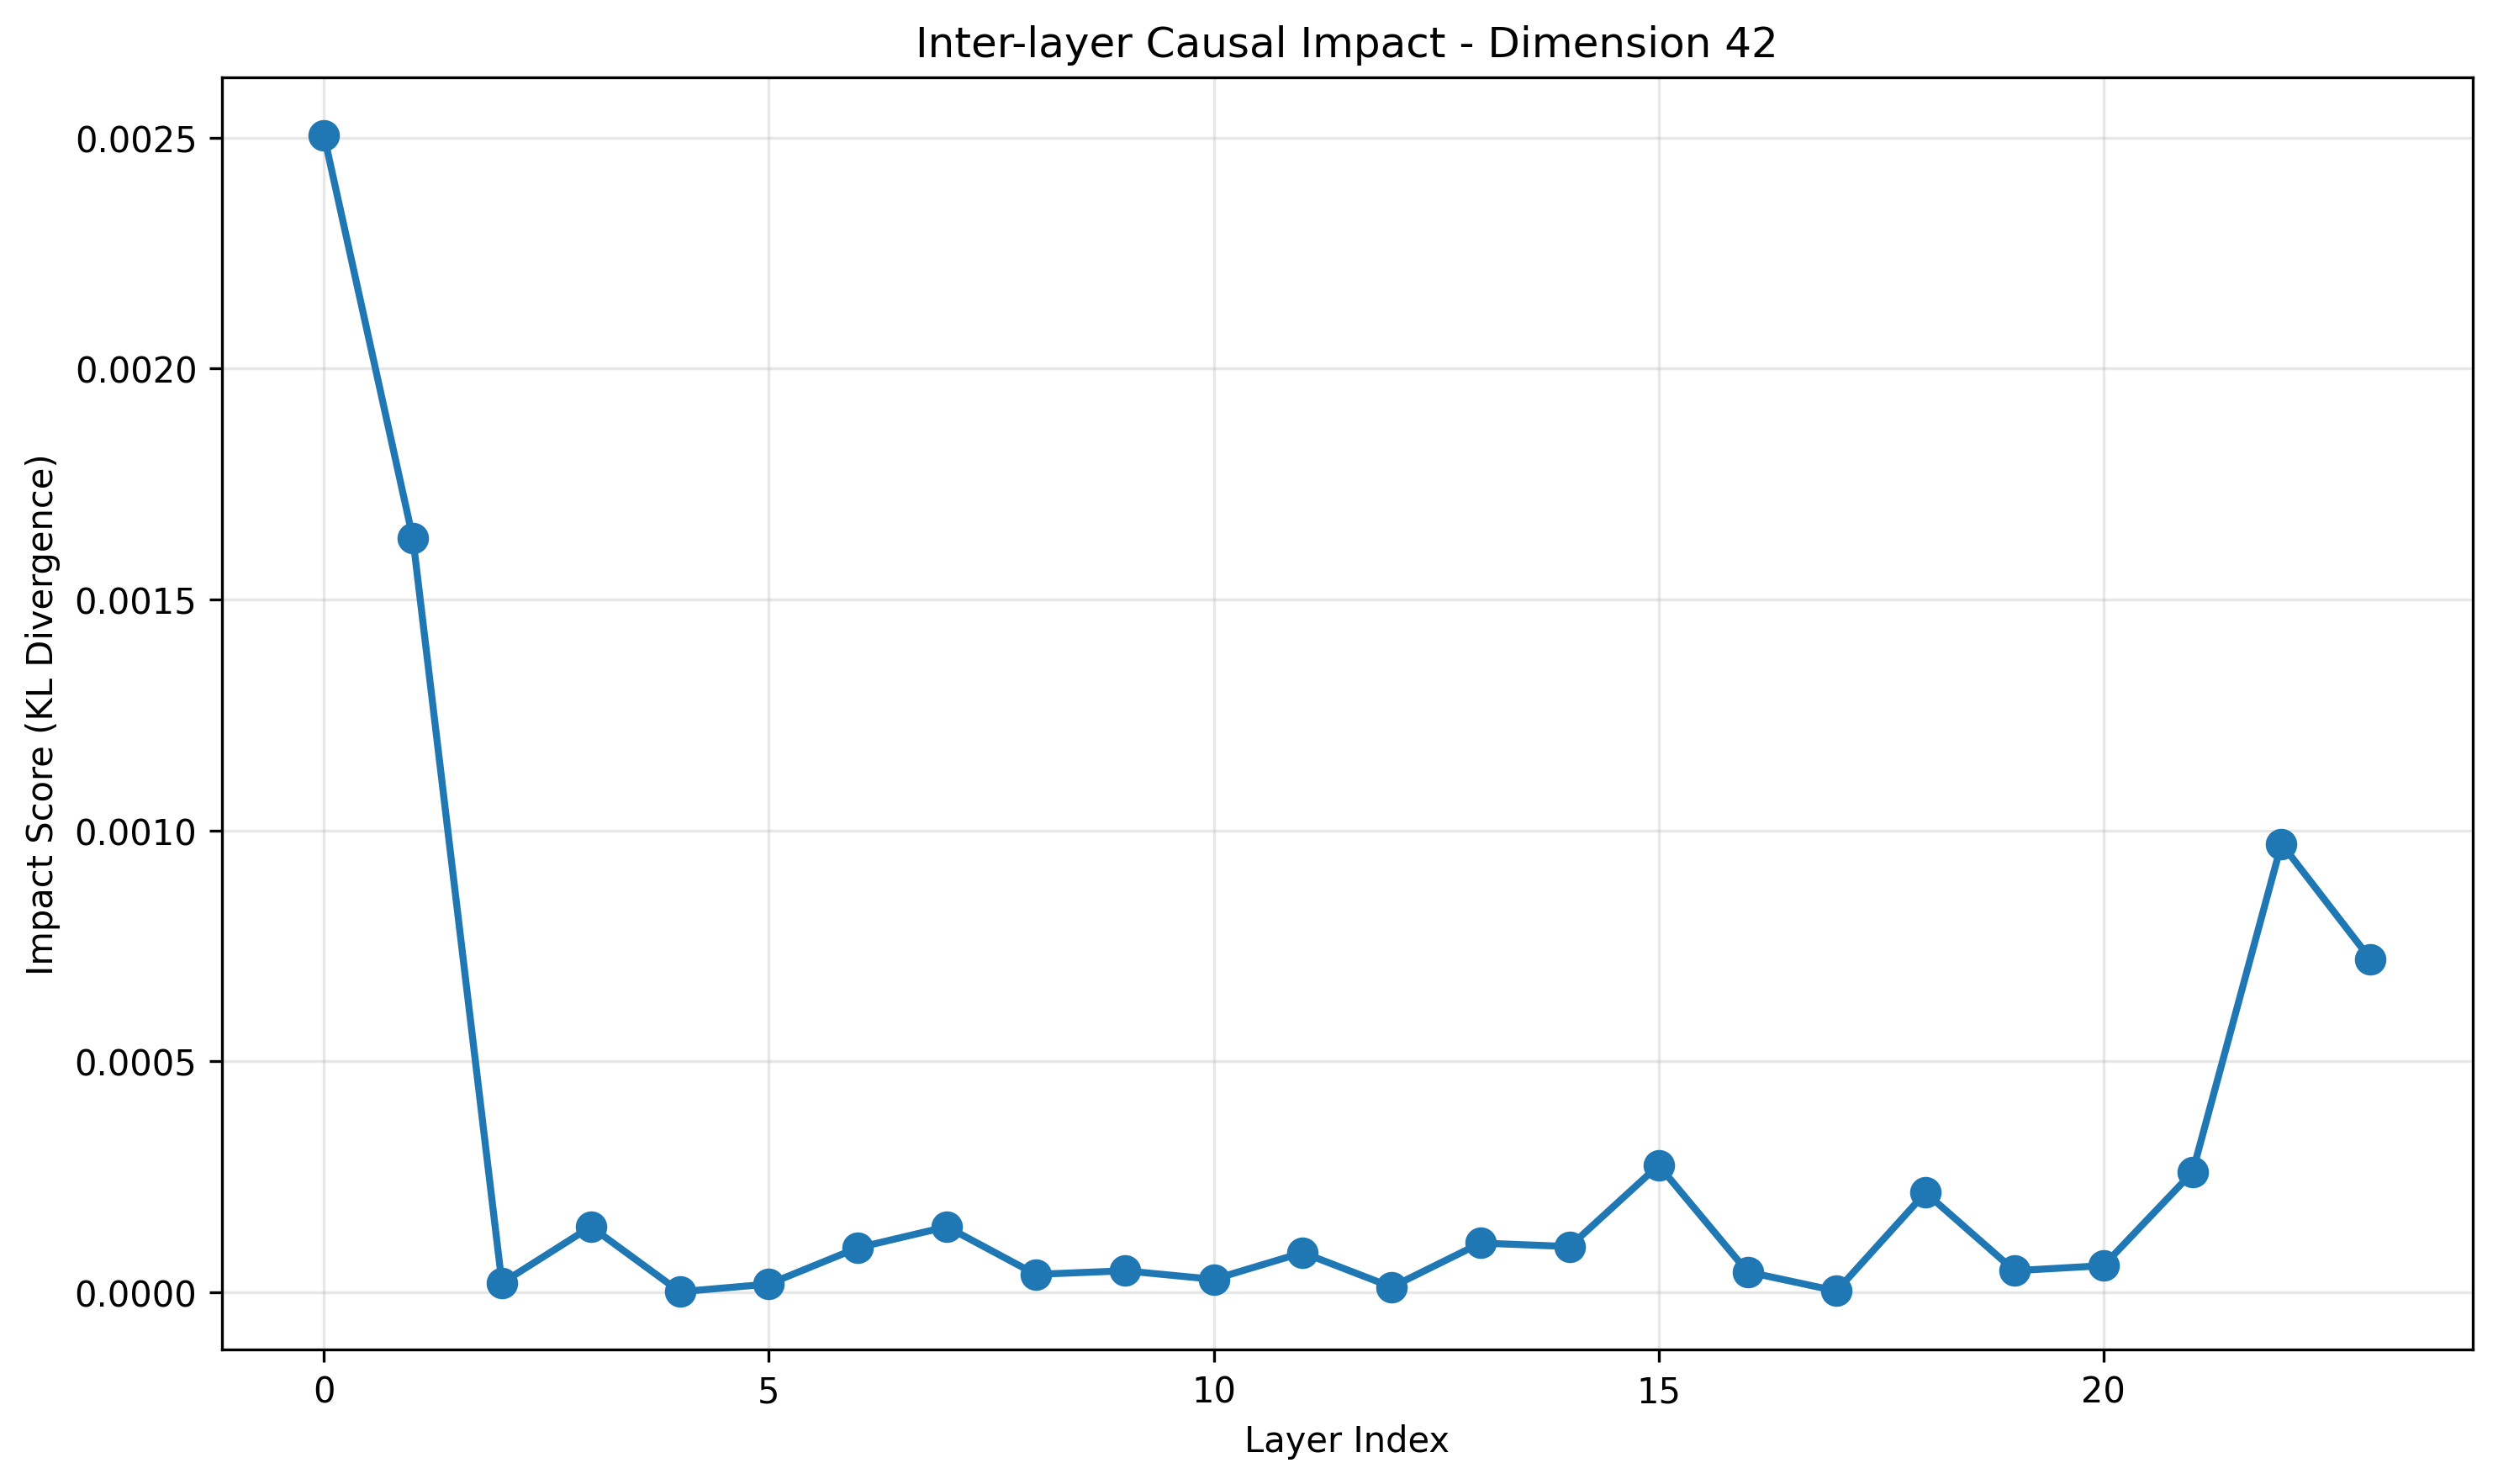 Inter-layer Causal Impact - Dimension 42
Impact Score (KL Divergence)
0.0025
0.0020
0.0015
0.0010
0.0005
0.0000
0 5 10 15 20
Layer Index